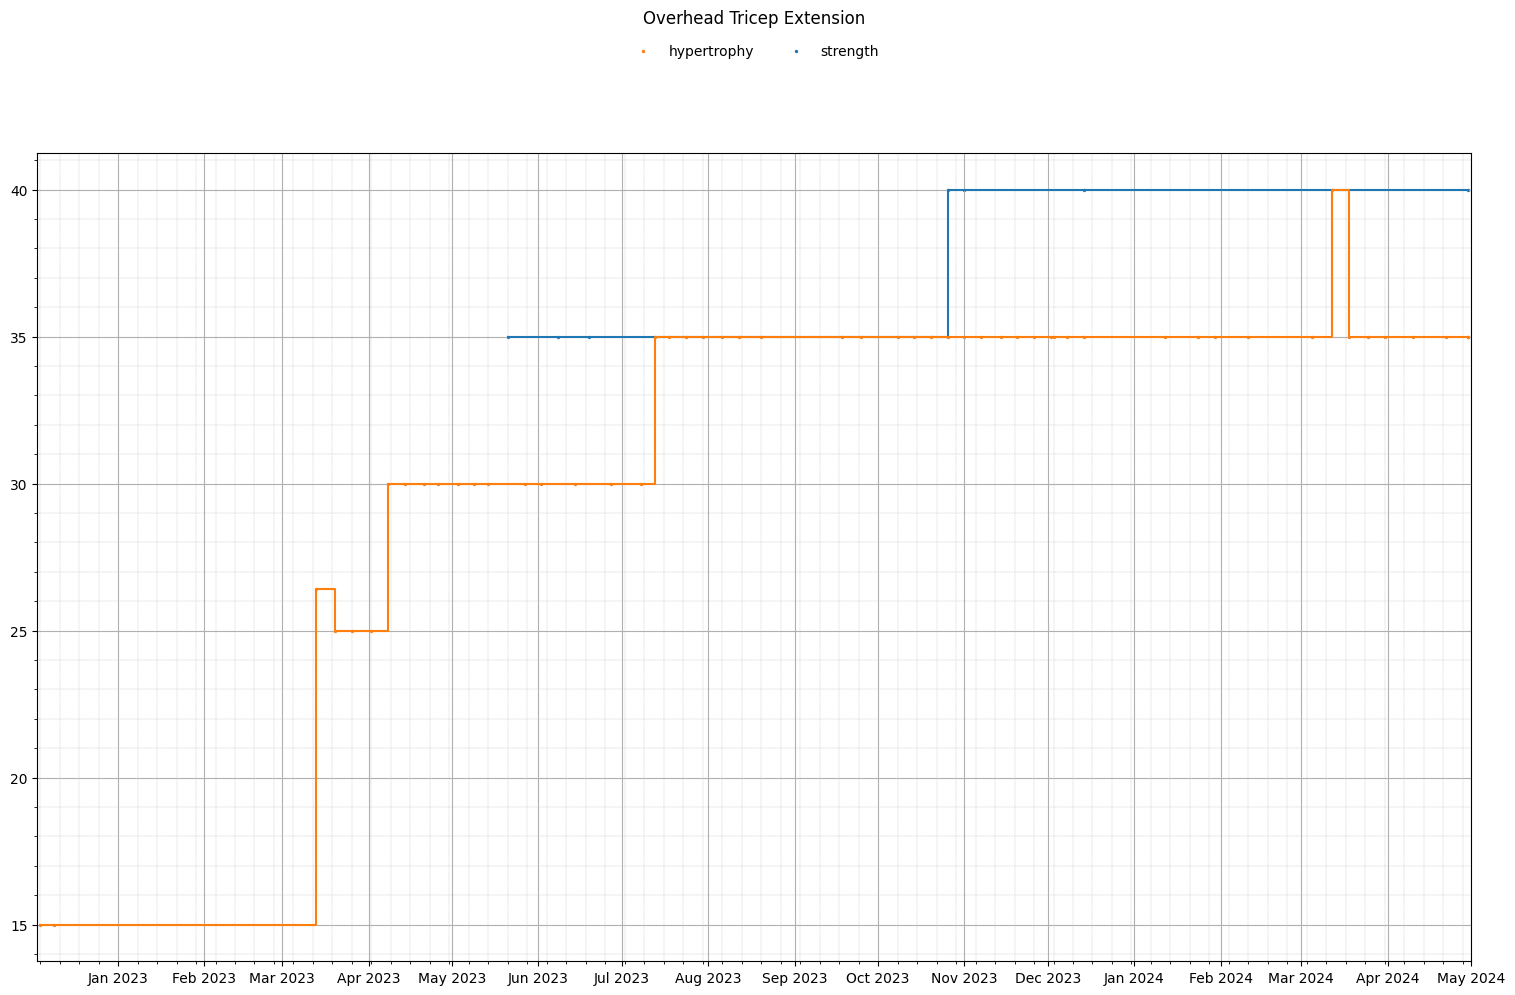 Overhead Tricep Extension
hypertrophy strength
40
35
30
25
20
15
Jan 2023 Feb 2023 Mar 2023 Apr 2023 May 2023 Jun 2023 Jul 2023 Aug 2023 Sep 2023 Oct 2023 Nov 2023 Dec 2023 Jan 2024 Feb 2024 Mar 2024 Apr 2024 May 2024